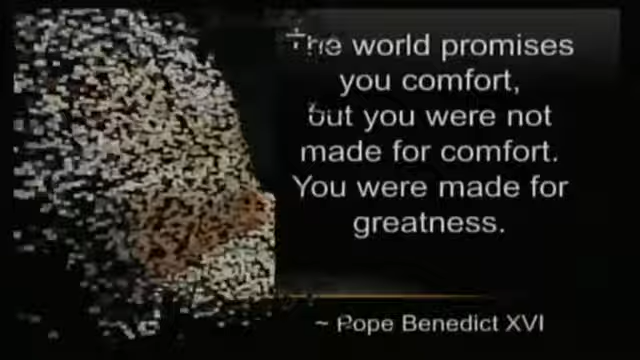 The world promises
you comfort,
but you were not
made for comfort.
You were made for
greatness.
~ Pope Benedict XVI